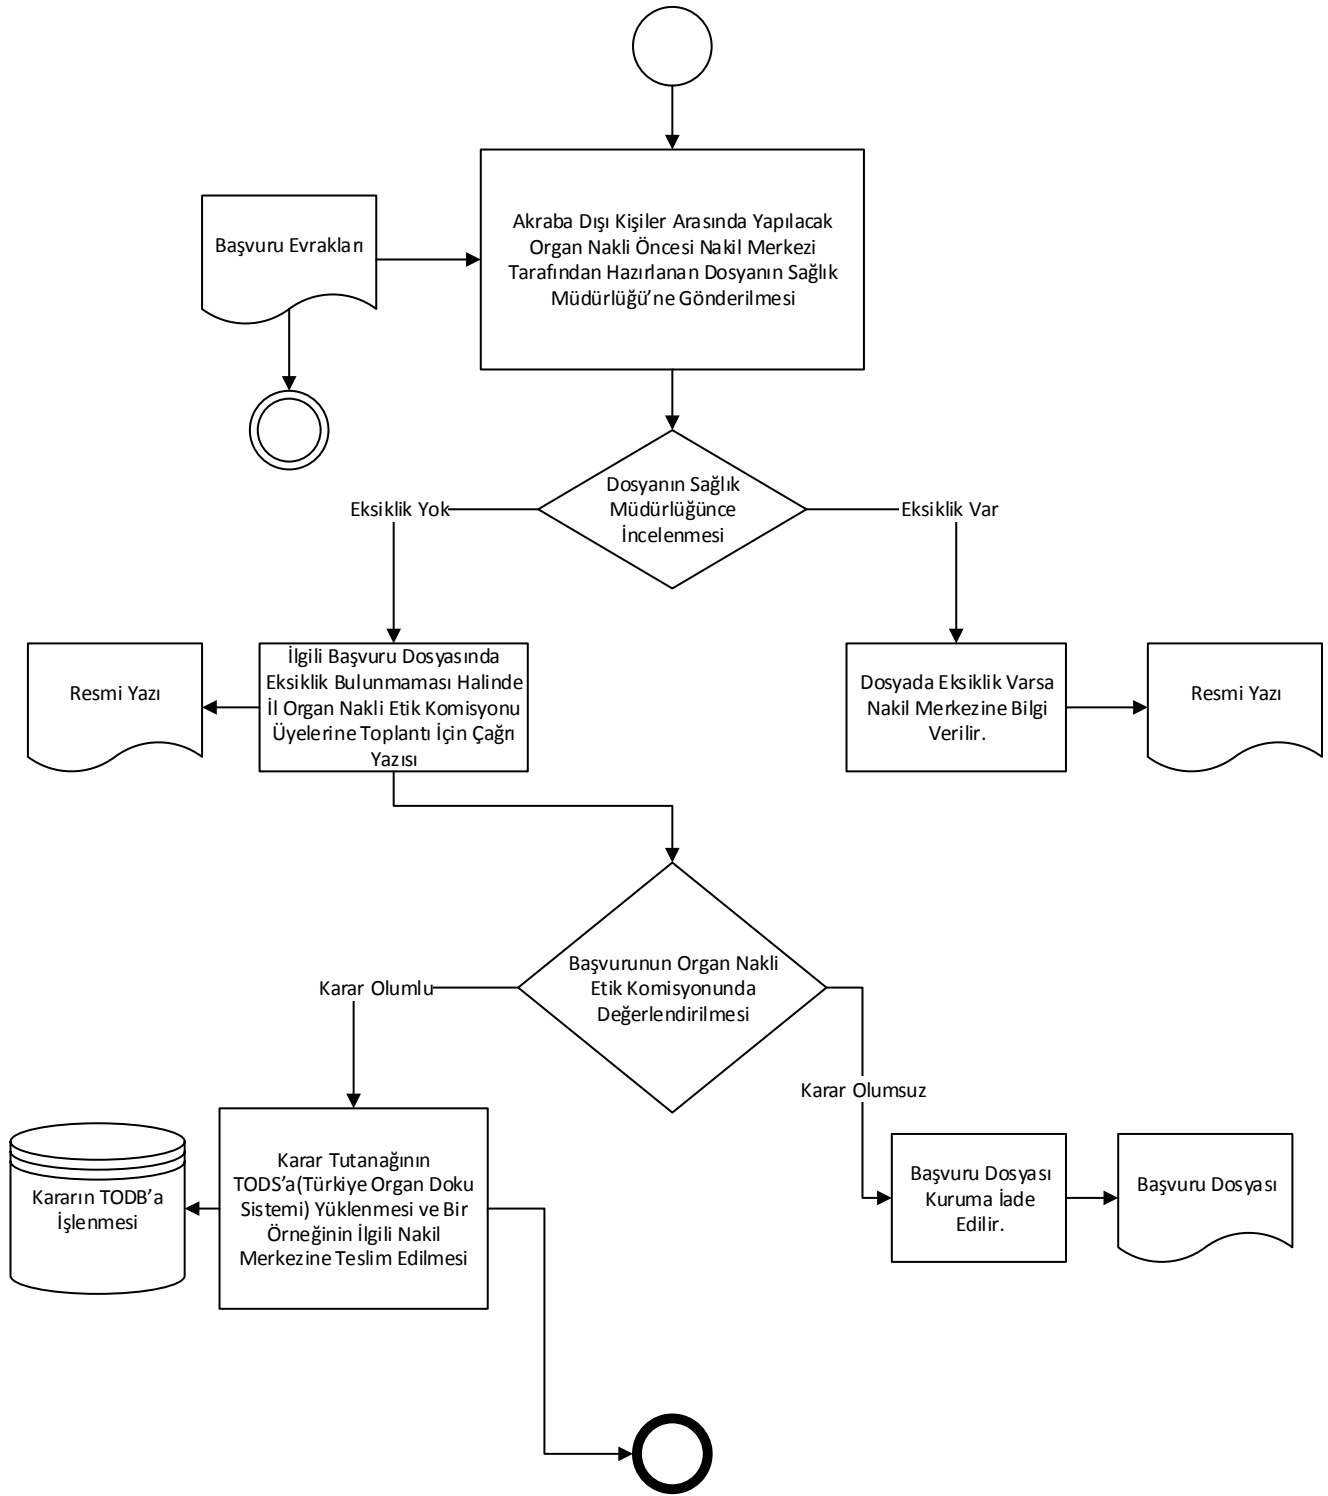 Başvuru Evrakları
Akraba Dışı Kişiler Arasında Yapılacak
Organ Nakli Öncesi Nakil Merkezi
Tarafından Hazırlanan Dosyanın Sağlık
Müdürlüğü’ne Gönderilmesi
Dosyanın Sağlık
Müdürlüğünce
İncelenmesi
Eksiklik Yok
Eksiklik Var
Resmi Yazı
İlgili Başvuru Dosyasında
Eksiklik Bulunmaması Halinde
İl Organ Nakli Etik Komisyonu
Üyelerine Toplantı İçin Çağrı
Yazısı
Dosyada Eksiklik Varsa
Nakil Merkezine Bilgi
Verilir.
Resmi Yazı
Başvurunun Organ Nakli
Etik Komisyonunda
Değerlendirilmesi
Karar Olumlu
Karar Olumsuz
Kararın TODB’a
İşlenmesi
Karar Tutanağının
TODS’a(Türkiye Organ Doku
Sistemi) Yüklenmesi ve Bir
Örneğinin İlgili Nakil
Merkezine Teslim Edilmesi
Başvuru Dosyası
Kuruma İade
Edilir.
Başvuru Dosyası